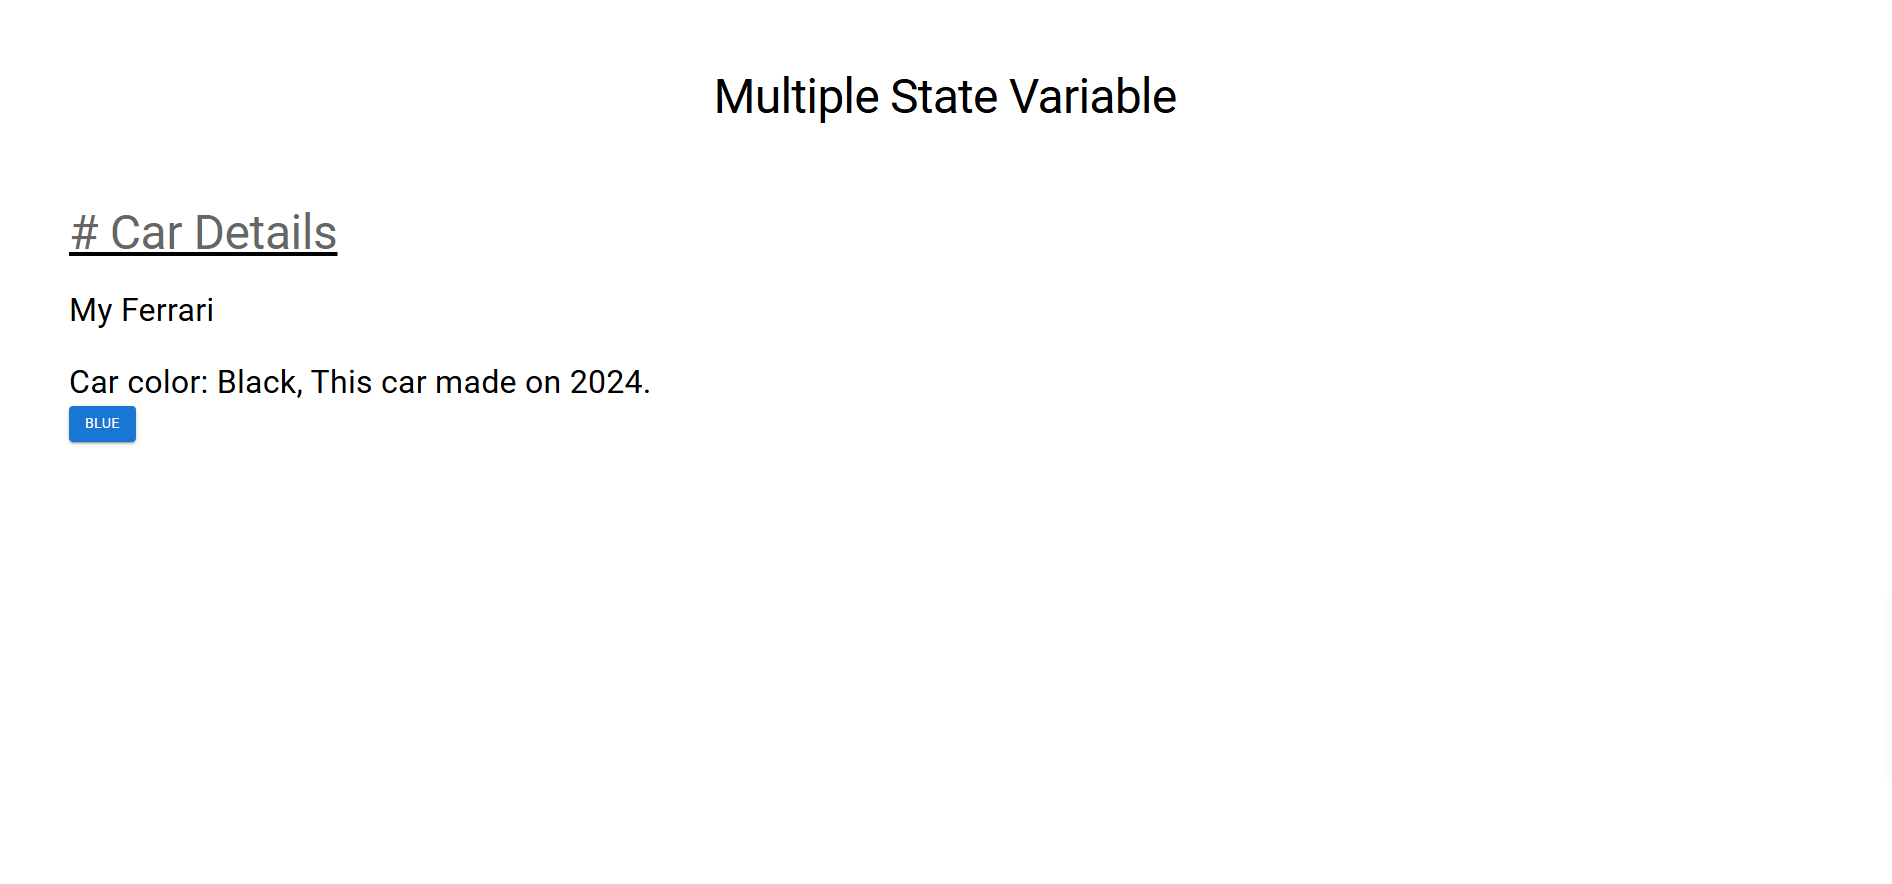 Multiple State Variable
# Car Details
My Ferrari
Car color: Black, This car made on 2024.
BLUE